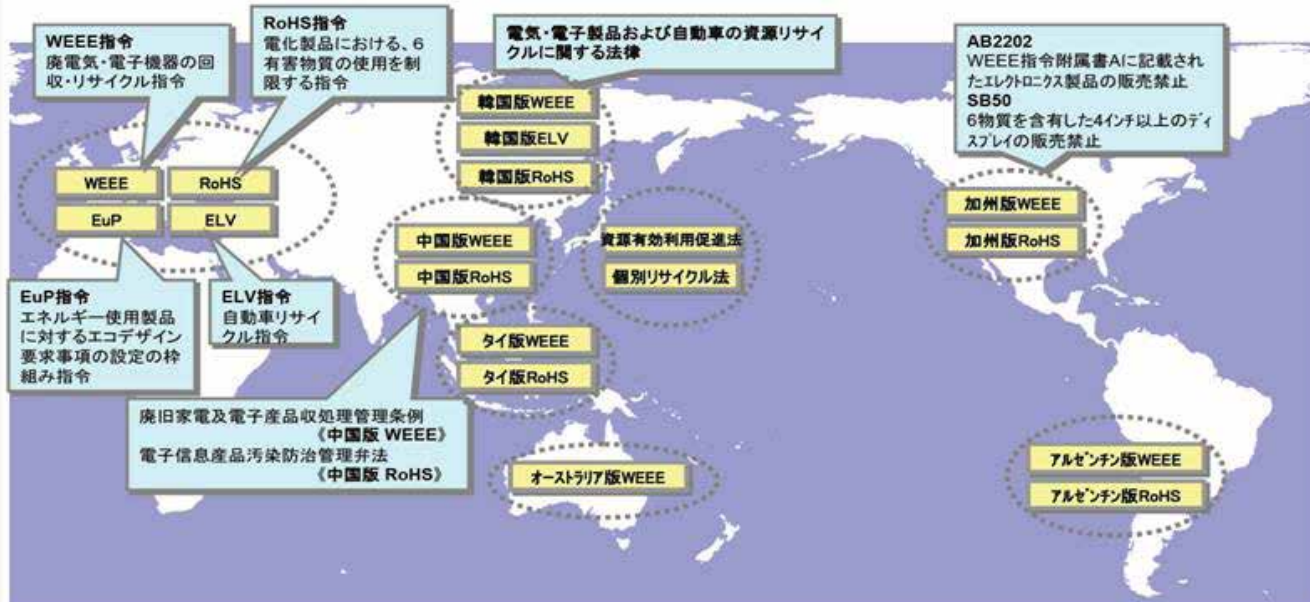 WEEE指令
廃電気・電子機器の回
収・リサイクル指令
RoHS指令
電化製品における、6
有害物質の使用を制
限する指令
電気・電子製品および自動車の資源リサイ
クルに関する法律
AB2202
WEEE指令附属書Aに記載され
たエレクトロニクス製品の販売禁止
SB50
6物質を含有した4インチ以上のディ
スプレイの販売禁止
韓国版WEEE
韓国版ELV
韓国版RoHS
WEEE
RoHS
EuP
ELV
中国版WEEE
中国版RoHS
資源有効利用促進法
個別リサイクル法
加州版WEEE
加州版RoHS
EuP指令
エネルギー使用製品
に対するエコデザイン
要求事項の設定の枠
組み指令
ELV指令
自動車リサイ
クル指令
タイ版WEEE
タイ版RoHS
廃旧家電及電子産品収処理管理条例
《中国版 WEEE》
電子信息産品汚染防治管理弁法
《中国版 RoHS》
オーストラリア版WEEE
アルゼンチン版WEEE
アルゼンチン版RoHS